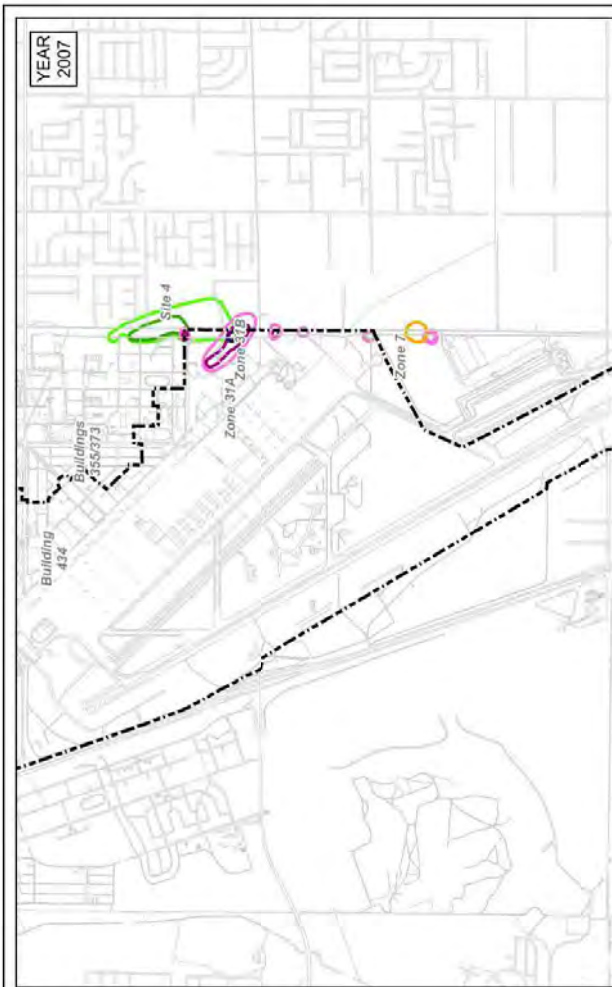 YEAR
2007
Site 4
Zone 31B
Zone 31A
Buildings
355/373
Building
434
Zone 7